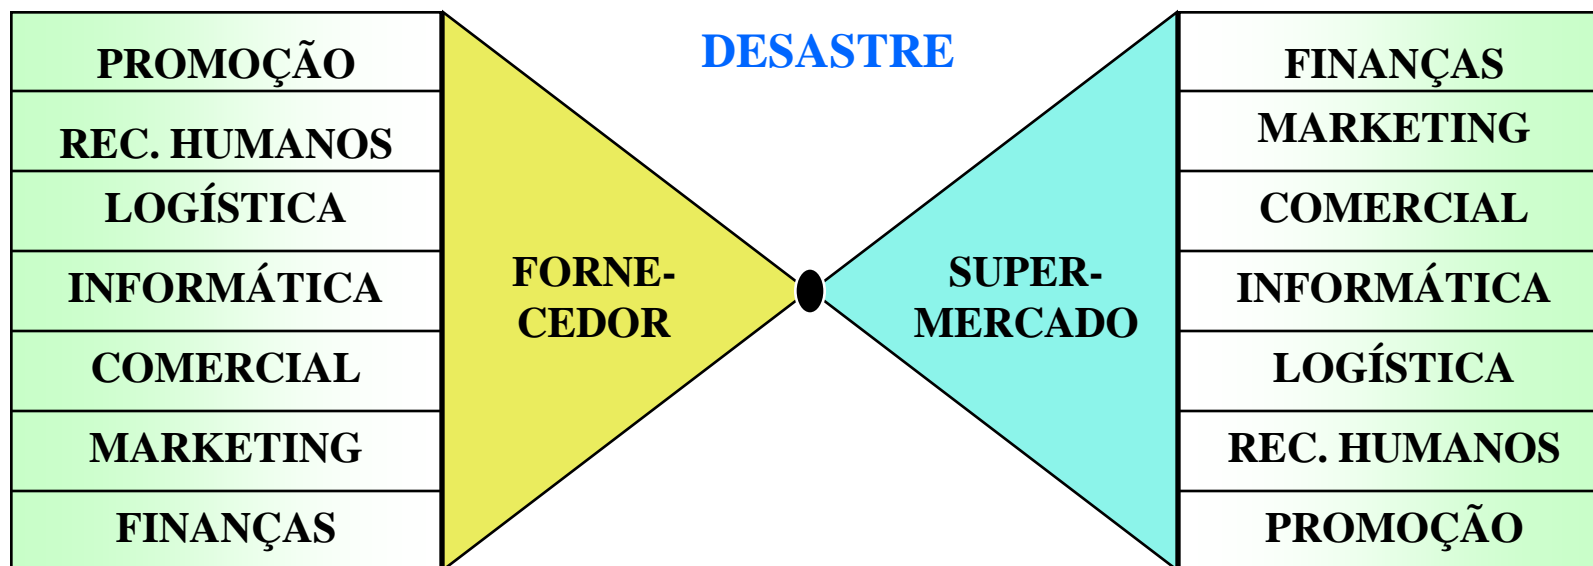 DESASTRE
PROMOÇÃO
REC. HUMANOS
LOGÍSTICA
INFORMÁTICA
COMERCIAL
MARKETING
FINANÇAS
FORNE-
CEDOR
SUPER-
MERCADO
FINANÇAS
MARKETING
COMERCIAL
INFORMÁTICA
LOGÍSTICA
REC. HUMANOS
PROMOÇÃO